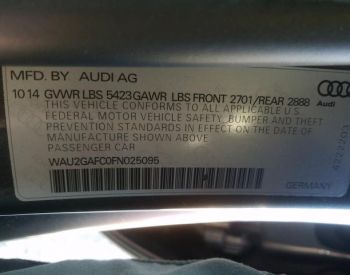 MFD. BY AUDI AG
10 14 GVWR LBS 5423 GAWR LBS FRONT 2701/REAR 2888
THIS VEHICLE CONFORMS TO ALL APPLICABLE U S
FEDERAL MOTOR VEHICLE SAFETY, BUMPER AND THEFT
PREVENTION STANDARDS IN EFFECT ON THE DATE OF
MANUFACTURE SHOWN ABOVE
PASSENGER CAR
WAU2GAFC0FN025095
Audi
GERMANY